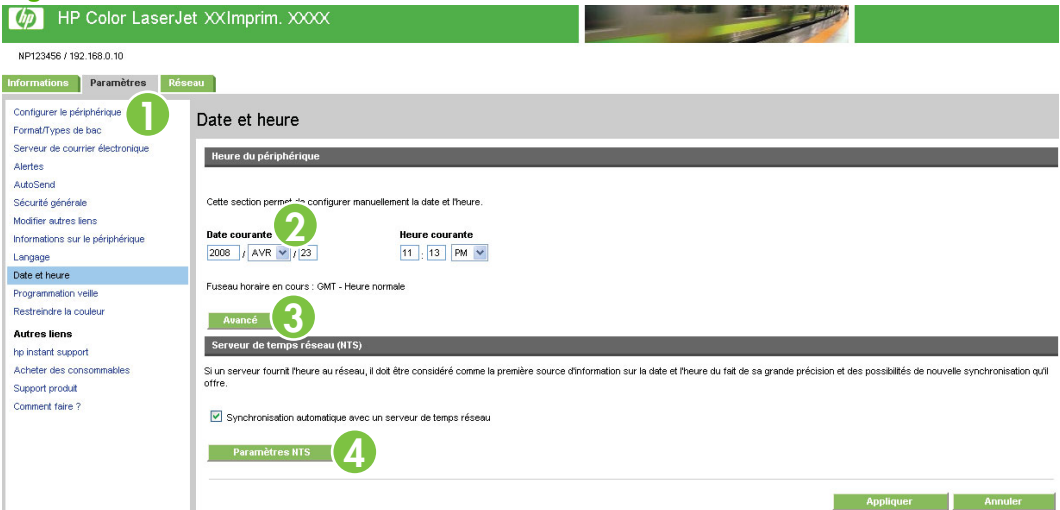 hp HP Color LaserJet XXImprim. XXXX
NP123456 / 192.168.0.10
Informations Paramètres Réseau
Configurer le périphérique 1
Format/Types de bac
Serveur de courrier électronique
Alertes
AutoSend
Sécurité générale
Modifier autres liens
Informations sur le périphérique
Langage
Date et heure
Programmation veille
Restreindre la couleur
Autres liens
hp instant support
Acheter des consommables
Support produit
Comment faire ?
Date et heure
Heure du périphérique
Cette section permet de configurer manuellement la date et l'heure.
2
Date courante Heure courante
2008 / AVR / 23 11 : 13 PM
Fuseau horaire en cours : GMT - Heure normale
Avancé 3
Serveur de temps réseau (NTS)
Si un serveur fournit l'heure au réseau, il doit être considéré comme la première source d'information sur la date et l'heure du fait de sa grande précision et des possibilités de nouvelle synchronisation qu'il
offre.
Synchronisation automatique avec un serveur de temps réseau
Paramètres NTS 4
Appliquer Annuler